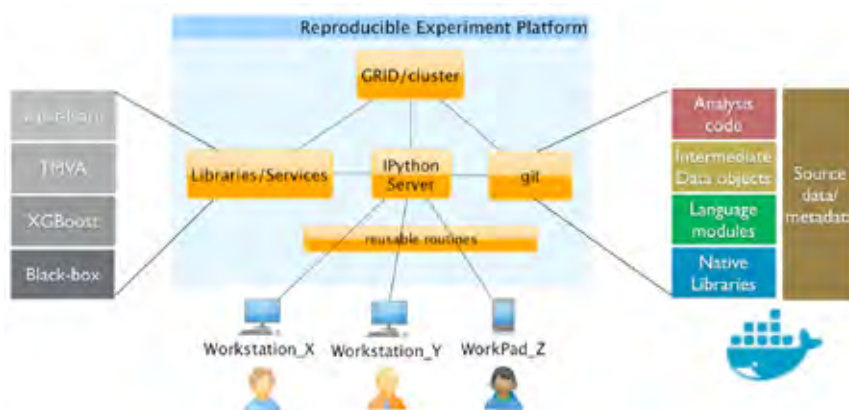 Reproducible Experiment Platform
GRID/cluster
Libraries/Services
IPython
Server
git
reusable routines
TMVA
XGBoost
Black-box
Analysis
code
Intermediate
Data objects
Language
modules
Native
Libraries
Source
data/
metadata
Workstation_X
Workstation_Y
WorkPad_Z